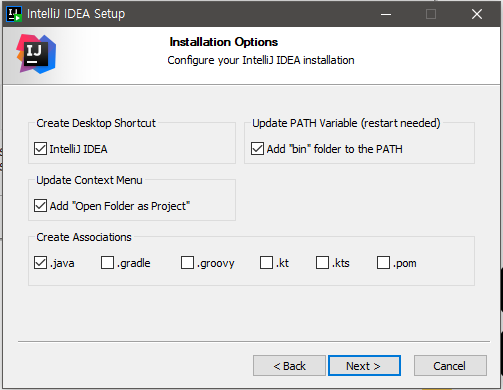 IntelliJ IDEA Setup
IJ
Installation Options
Configure your IntelliJ IDEA installation
Create Desktop Shortcut
IntelliJ IDEA
Update PATH Variable (restart needed)
Add "bin" folder to the PATH
Update Context Menu
Add "Open Folder as Project"
Create Associations
.java .gradle .groovy .kt .kts .pom
< Back Next > Cancel